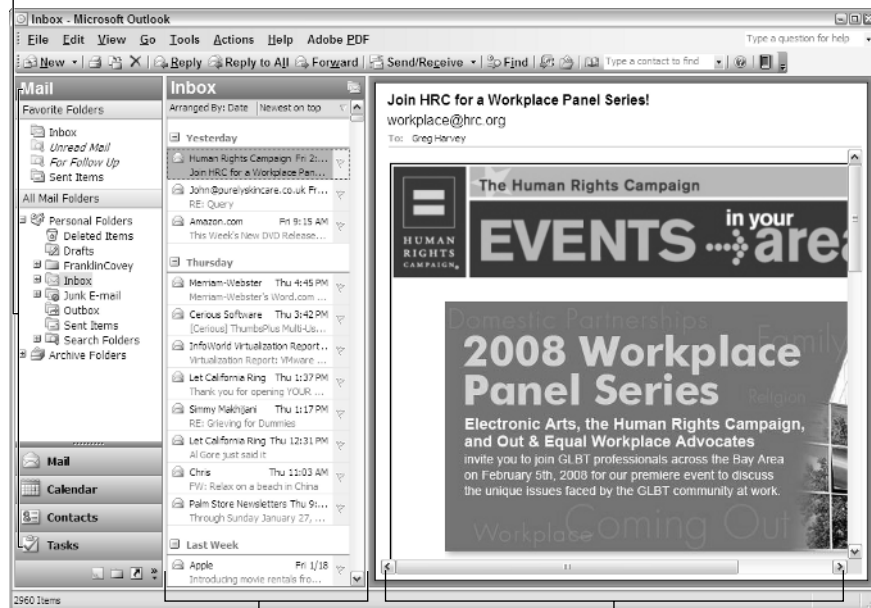 Inbox - Microsoft Outlook
File Edit View Go Tools Actions Help Adobe PDF
Type a question for help
New Reply Reply to All Forward Send/Receive Find Type a contact to find
Mail
Favorite Folders
Inbox
Unread Mail
For Follow Up
Sent Items
All Mail Folders
Personal Folders
Deleted Items
Drafts
FranklinCovey
Inbox
Junk E-mail
Outbox
Sent Items
Search Folders
Archive Folders
Mail
Calendar
Contacts
Tasks
2960 Items
Inbox
Arranged By: Date Newest on top
Yesterday
Human Rights Campaign Fri 2:...
Join HRC for a Workplace Pan...
John@purelyskincare.co.uk Fr...
RE: Query
Amazon.com Fri 9:15 AM
This Week's New DVD Release...
Thursday
Merriam-Webster Thu 4:45 PM
Merriam-Webster's Word.com ...
Cerious Software Thu 3:42 PM
[Cerious] ThumbsPlus Multi-Us...
InfoWorld Virtualization Report...
Virtualization Report: VMware ...
Let California Ring Thu 1:37 PM
Thank you for opening YOUR ...
Simmy Makhijani Thu 1:17 PM
RE: Grieving for Dummies
Let California Ring Thu 12:31 PM
Al Gore just said it
Chris Thu 11:03 AM
FW: Relax on a beach in China
Palm Store Newsletters Thu 9:...
Through Sunday January 27, ...
Last Week
Apple Fri 1/18
Introducing movie rentals fro...
Join HRC for a Workplace Panel Series!
workplace@hrc.org
To: Greg Harvey
The Human Rights Campaign
HUMAN
RIGHTS
CAMPAIGN®
EVENTS in your area
Domestic Partnerships
Family
2008 Workplace
Panel Series
Religion
Electronic Arts, the Human Rights Campaign,
and Out & Equal Workplace Advocates
invite you to join GLBT professionals across the Bay Area
on February 5th, 2008 for our premiere event to discuss
the unique issues faced by the GLBT community at work.
Workplace Coming Out